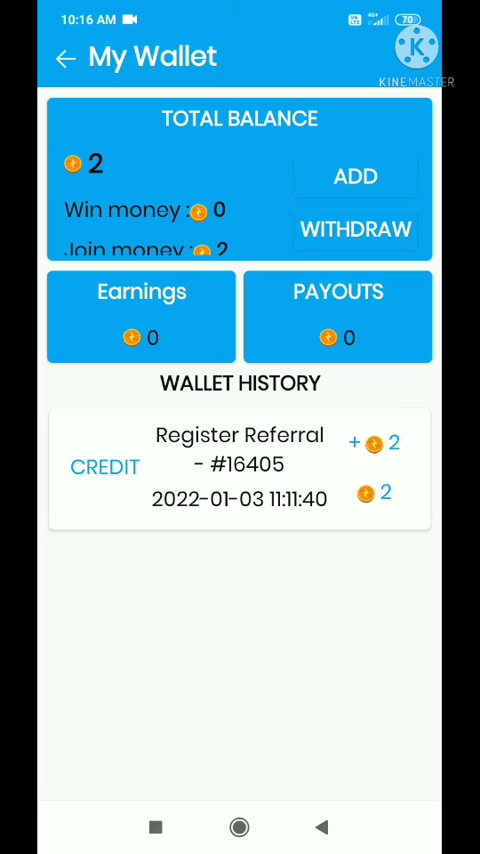 10:16 AM
4G+
70
My Wallet
K
KINEMASTER
TOTAL BALANCE
2
ADD
Win money : 0
WITHDRAW
Join money : 2
Earnings
PAYOUTS
0
0
WALLET HISTORY
Register Referral
- #16405
CREDIT
2022-01-03 11:11:40
+ 2
2